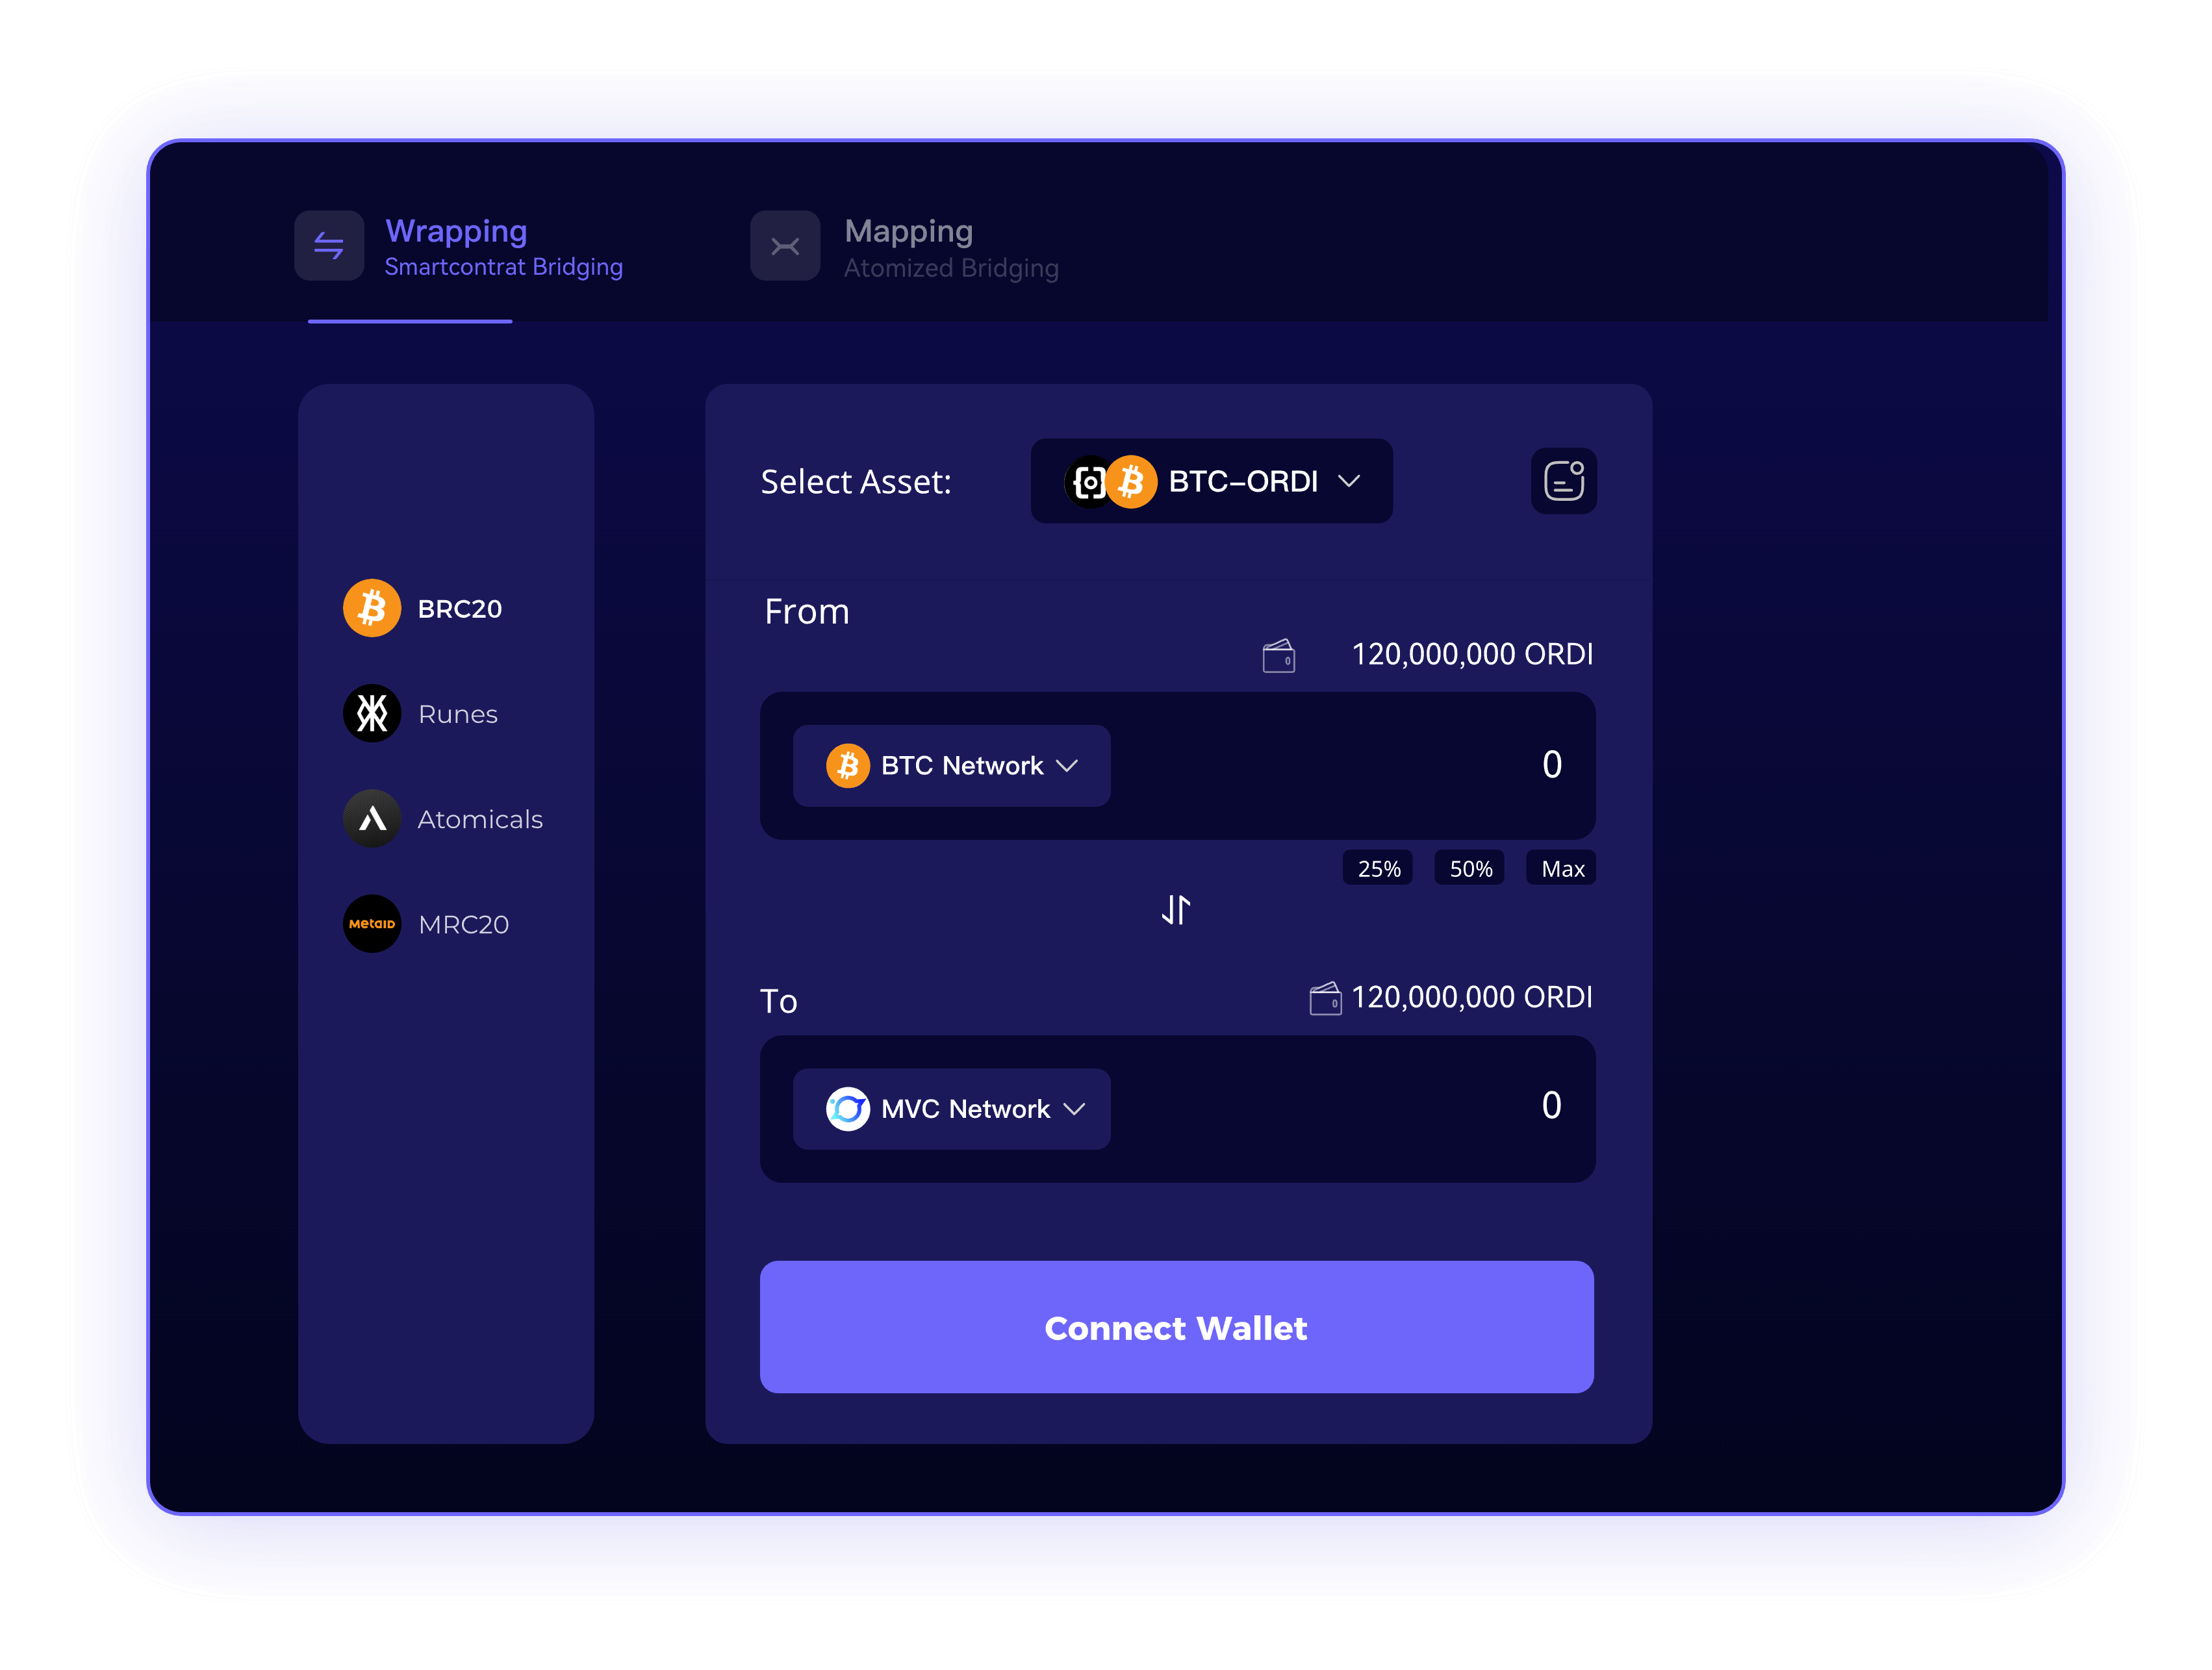 Wrapping
Smartcontrat Bridging
Mapping
Atomized Bridging
BRC20
Runes
Atomicals
MetaID
MRC20
Select Asset:
BTC-ORDI
From
120,000,000 ORDI
BTC Network
0
25%
50%
Max
To
120,000,000 ORDI
MVC Network
0
Connect Wallet